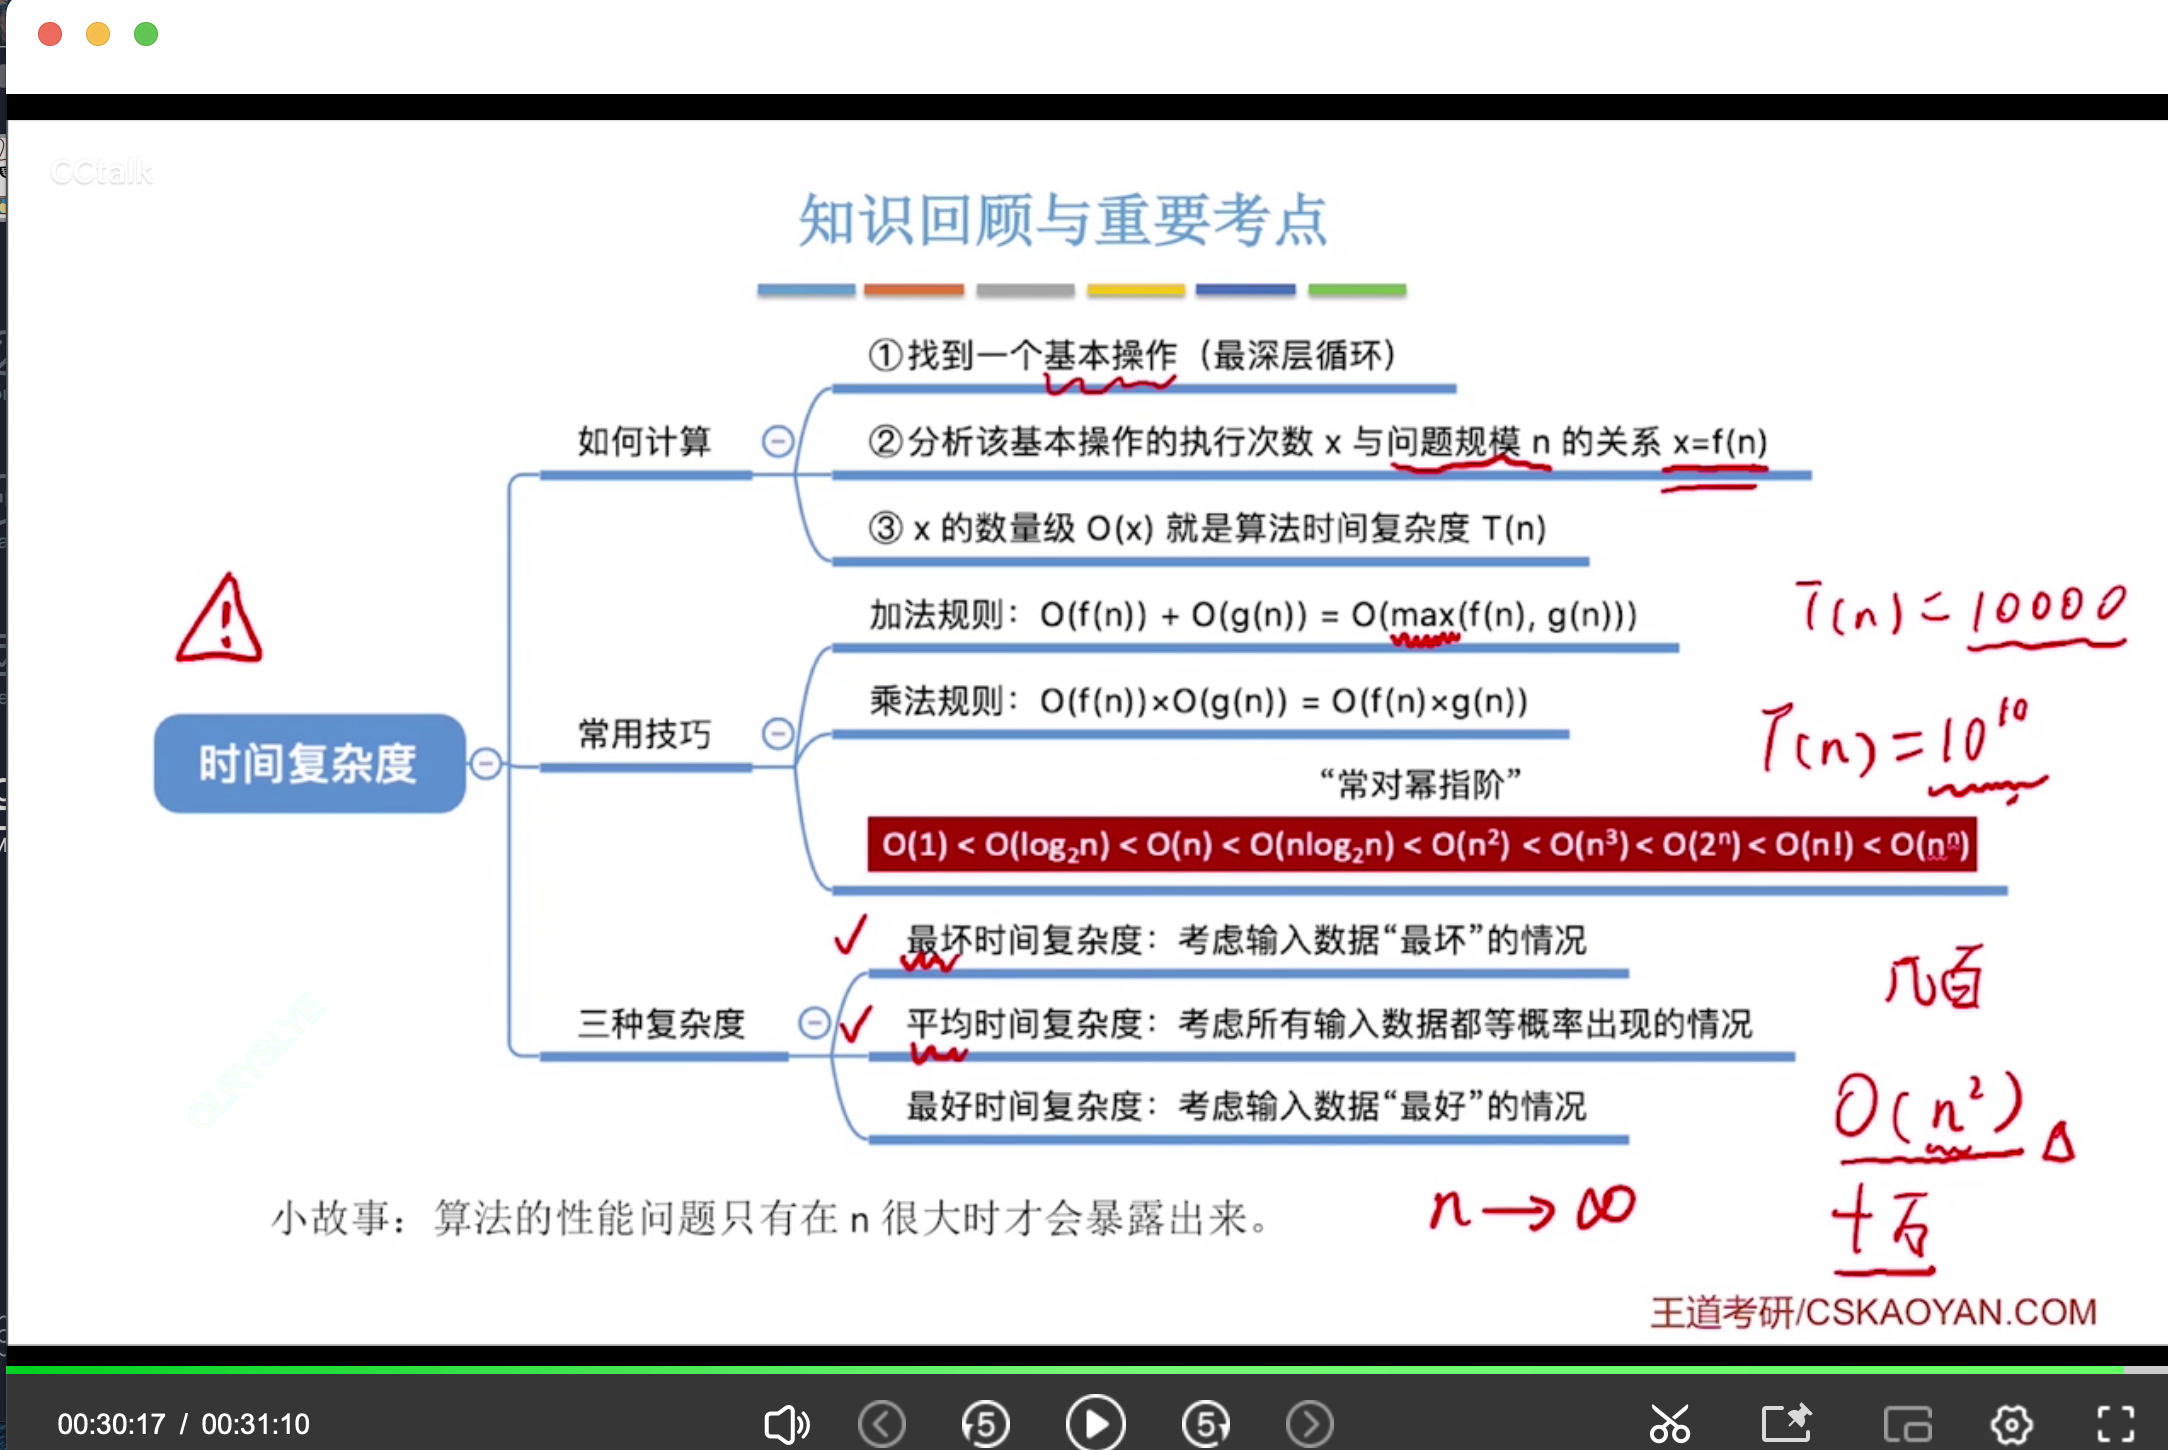 CCtalk
知识回顾与重要考点
①找到一个基本操作（最深层循环）
如何计算
②分析该基本操作的执行次数 x 与问题规模 n 的关系 x=f(n)
③ x 的数量级 O(x) 就是算法时间复杂度 T(n)
加法规则：O(f(n)) + O(g(n)) = O(max(f(n), g(n)))
T(n) = 10000
乘法规则：O(f(n))×O(g(n)) = O(f(n)×g(n))
常用技巧
T(n) = 10¹⁰
时间复杂度
“常对幂指阶”
O(1) < O(log₂n) < O(n) < O(nlog₂n) < O(n²) < O(n³) < O(2ⁿ) < O(n!) < O(nⁿ)
最坏时间复杂度：考虑输入数据“最坏”的情况
几百
三种复杂度
平均时间复杂度：考虑所有输入数据都等概率出现的情况
最好时间复杂度：考虑输入数据“最好”的情况
O(n²)
小故事：算法的性能问题只有在 n 很大时才会暴露出来。
n → ∞
十万
王道考研/CSKAOYAN.COM
00:30:17 / 00:31:10
5
5